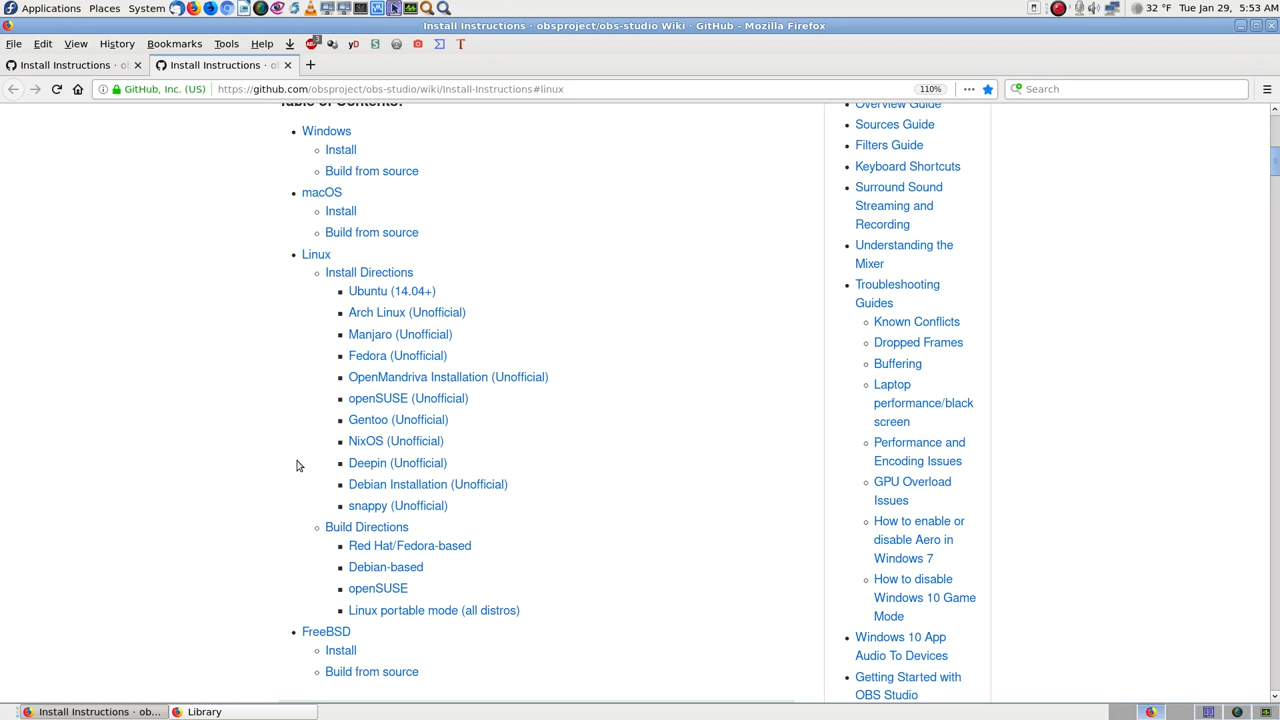 Applications Places System 32 °F Tue Jan 29, 5:53 AM
Install Instructions · obsproject/obs-studio Wiki · GitHub - Mozilla Firefox
File Edit View History Bookmarks Tools Help
Install Instructions · ob
Install Instructions · ob
GitHub, Inc. (US) https://github.com/obsproject/obs-studio/wiki/Install-Instructions#linux 110% Search
Table of Contents:
Windows
Install
Build from source
macOS
Install
Build from source
Linux
Install Directions
Ubuntu (14.04+)
Arch Linux (Unofficial)
Manjaro (Unofficial)
Fedora (Unofficial)
OpenMandriva Installation (Unofficial)
openSUSE (Unofficial)
Gentoo (Unofficial)
NixOS (Unofficial)
Deepin (Unofficial)
Debian Installation (Unofficial)
snappy (Unofficial)
Build Directions
Red Hat/Fedora-based
Debian-based
openSUSE
Linux portable mode (all distros)
FreeBSD
Install
Build from source
Overview Guide
Sources Guide
Filters Guide
Keyboard Shortcuts
Surround Sound
Streaming and
Recording
Understanding the
Mixer
Troubleshooting
Guides
Known Conflicts
Dropped Frames
Buffering
Laptop
performance/black
screen
Performance and
Encoding Issues
GPU Overload
Issues
How to enable or
disable Aero in
Windows 7
How to disable
Windows 10 Game
Mode
Windows 10 App
Audio To Devices
Getting Started with
OBS Studio
Install Instructions · ob... Library